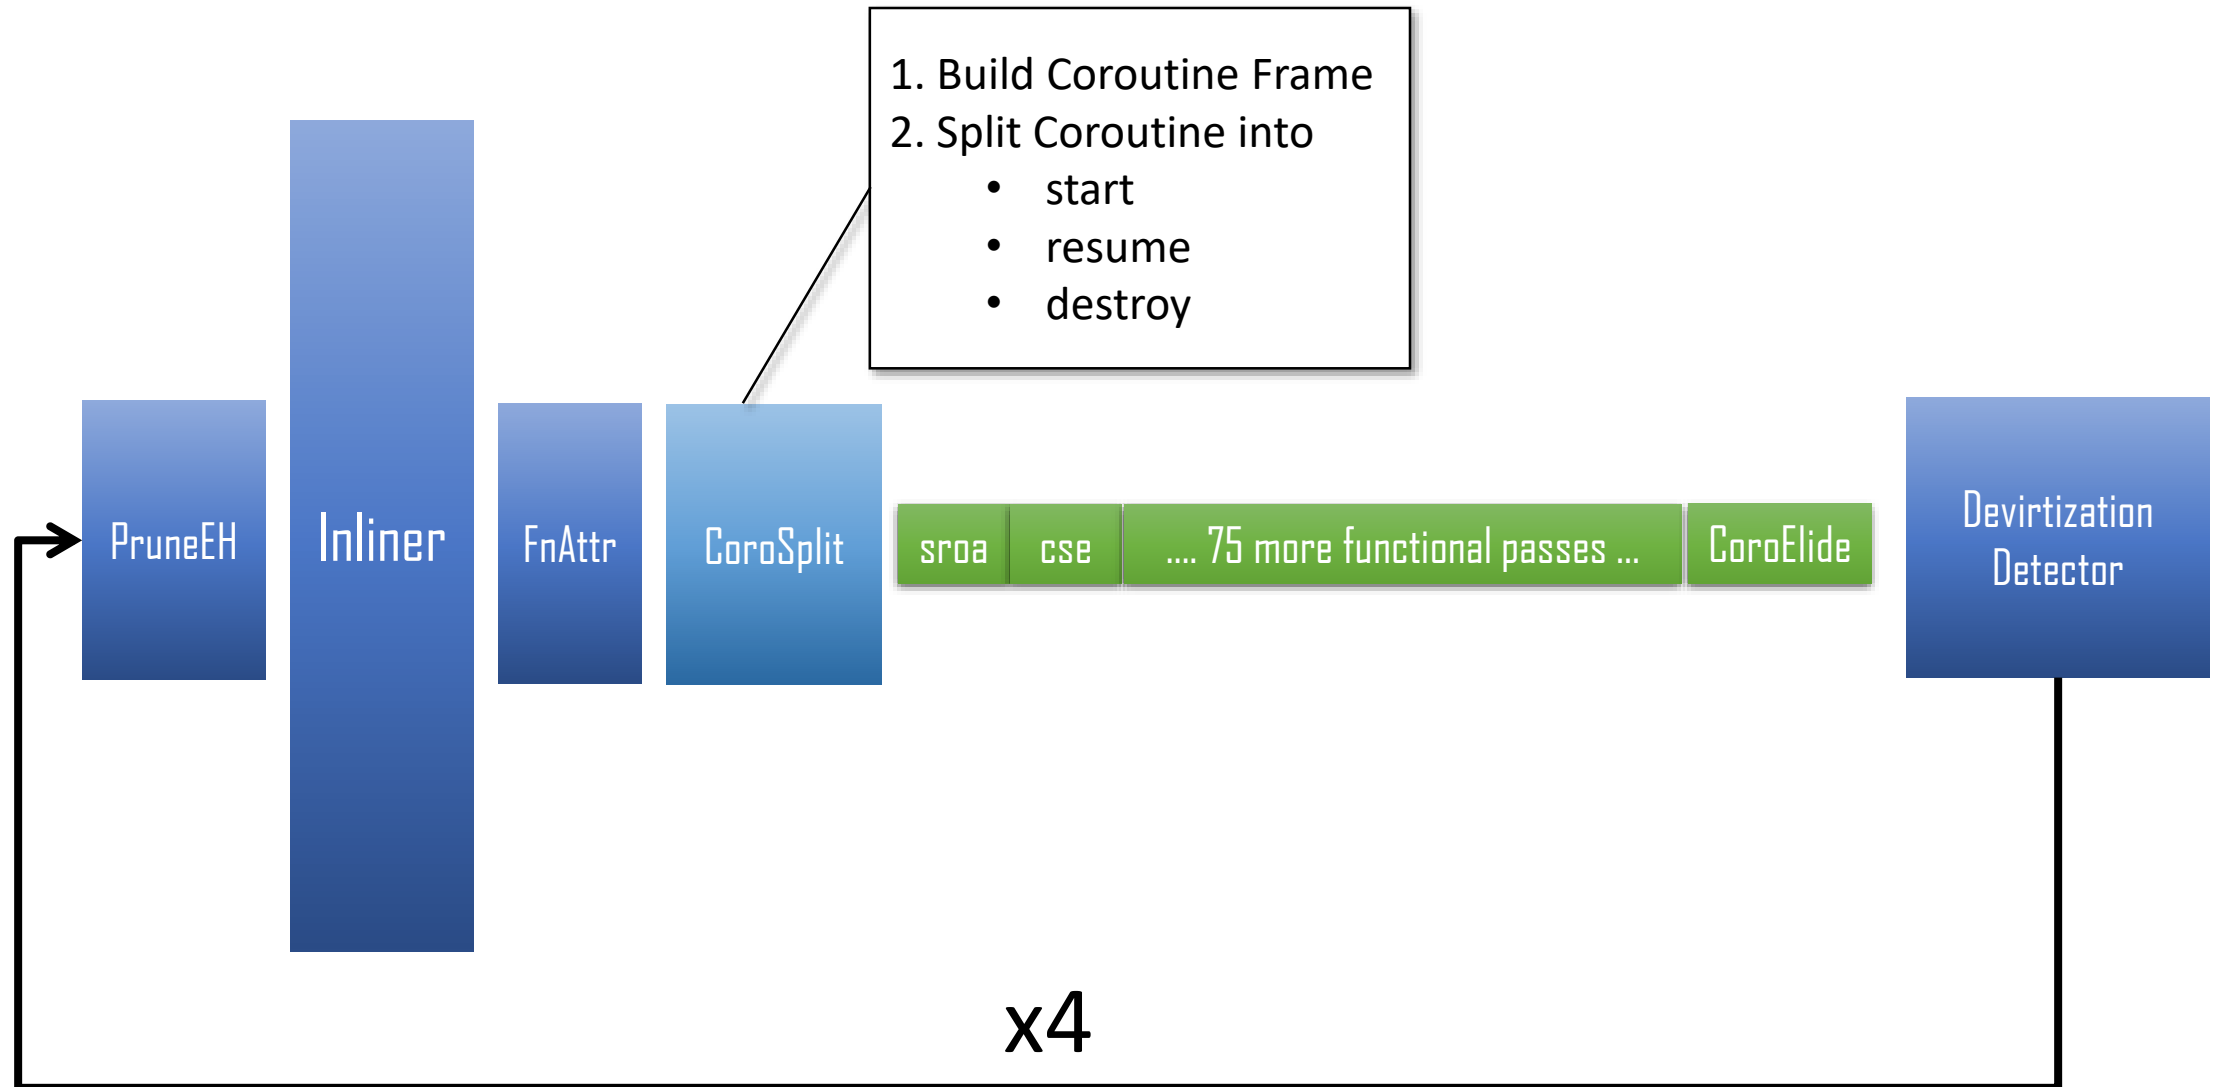 1. Build Coroutine Frame
2. Split Coroutine into
• start
• resume
• destroy
PruneEH
Inliner
FnAttr
CoroSplit
sroa
cse
.... 75 more functional passes ...
CoroElide
Devirtization
Detector
x4